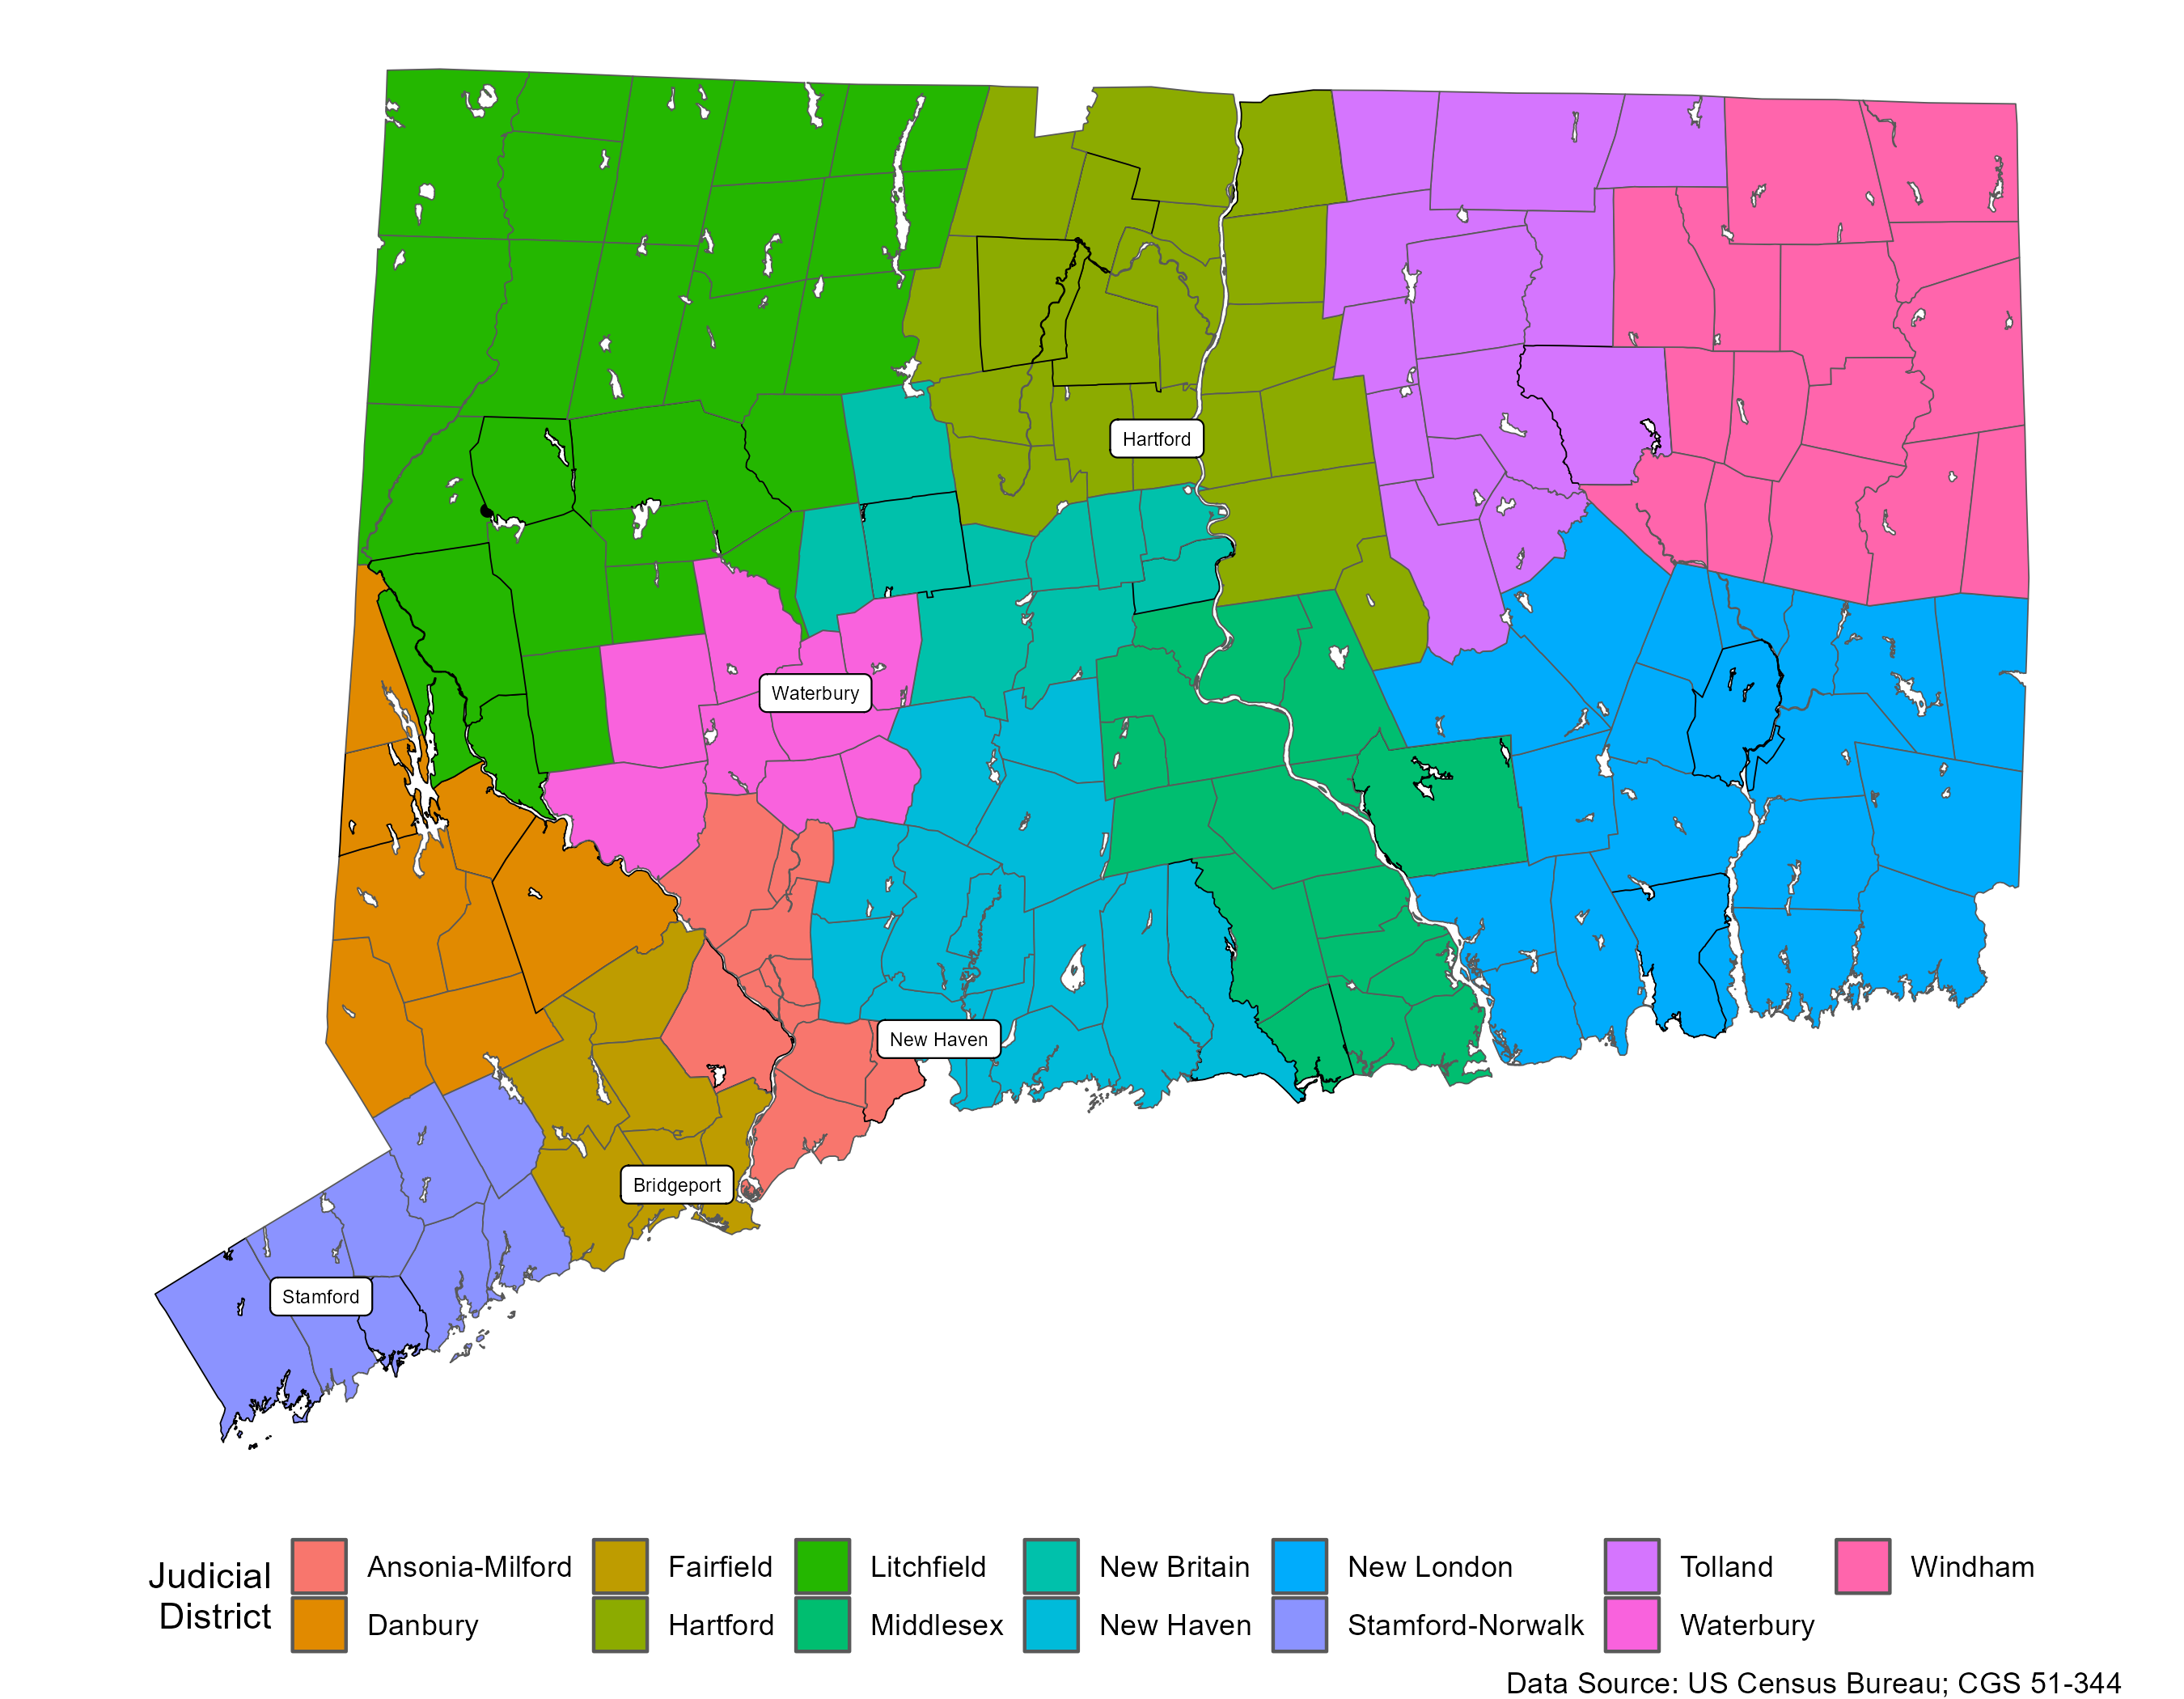 Hartford
Waterbury
New Haven
Bridgeport
Stamford
Judicial
District
Ansonia-Milford
Fairfield
Litchfield
New Britain
New London
Tolland
Windham
Danbury
Hartford
Middlesex
New Haven
Stamford-Norwalk
Waterbury
Data Source: US Census Bureau; CGS 51-344